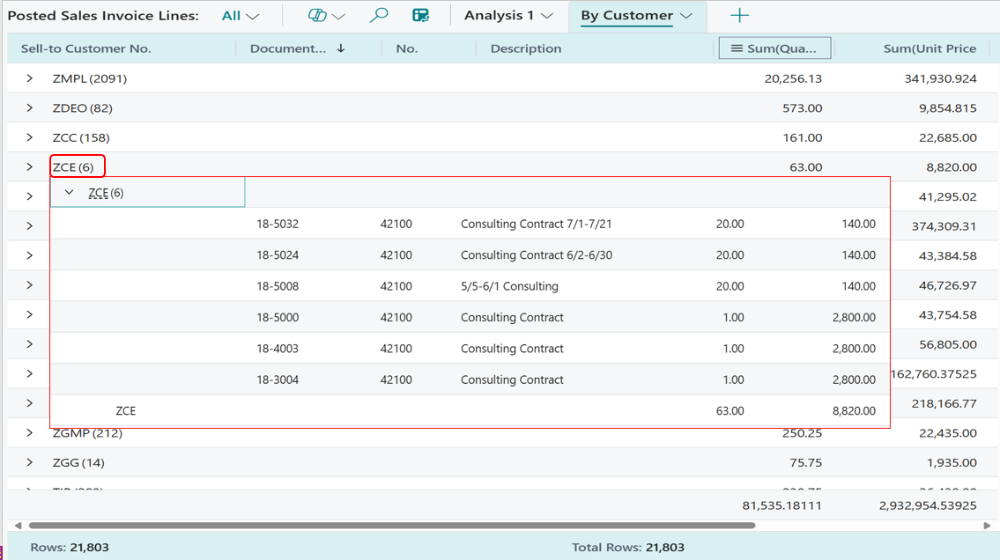 Posted Sales Invoice Lines: All Analysis 1 By Customer
Sell-to Customer No. Document... ↓ No. Description Sum(Qua... Sum(Unit Price
ZMPL (2091) 20,256.13 341,930.924
ZDEO (82) 573.00 9,854.815
ZCC (158) 161.00 22,685.00
ZCE (6) 63.00 8,820.00
ZCE (6) 41,295.02
18-5032 42100 Consulting Contract 7/1-7/21 20.00 140.00 374,309.31
18-5024 42100 Consulting Contract 6/2-6/30 20.00 140.00 43,384.58
18-5008 42100 5/5-6/1 Consulting 20.00 140.00 46,726.97
18-5000 42100 Consulting Contract 1.00 2,800.00 43,754.58
18-4003 42100 Consulting Contract 1.00 2,800.00 56,805.00
18-3004 42100 Consulting Contract 1.00 2,800.00 162,760.37525
ZCE 63.00 8,820.00 218,166.77
ZGMP (212) 250.25 22,435.00
ZGG (14) 75.75 1,935.00
81,535.18111 2,932,954.53925
Rows: 21,803 Total Rows: 21,803